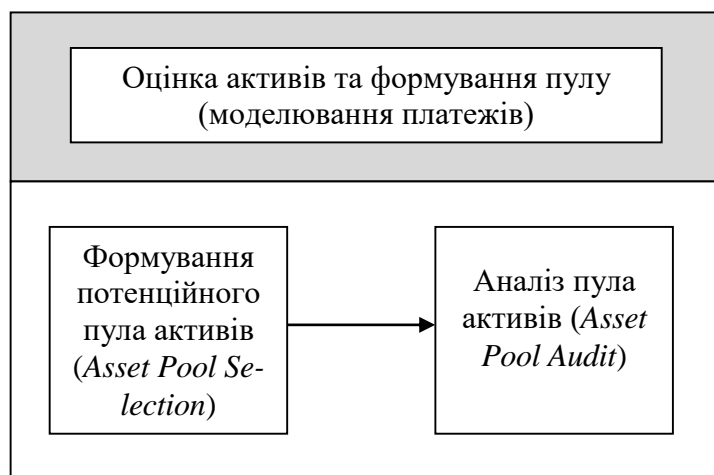 Оцінка активів та формування пулу
(моделювання платежів)
Формування
потенційного
пула активів
(Asset Pool Se-
lection)
Аналіз пула
активів (Asset
Pool Audit)